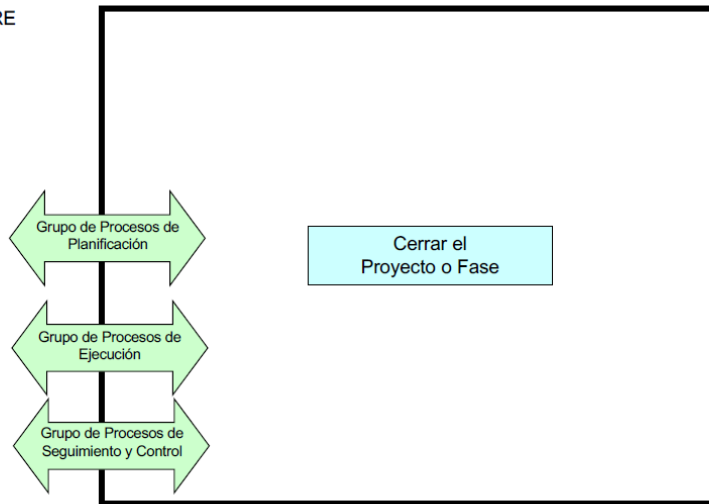 RE
Grupo de Procesos de
Planificación
Cerrar el
Proyecto o Fase
Grupo de Procesos de
Ejecución
Grupo de Procesos de
Seguimiento y Control